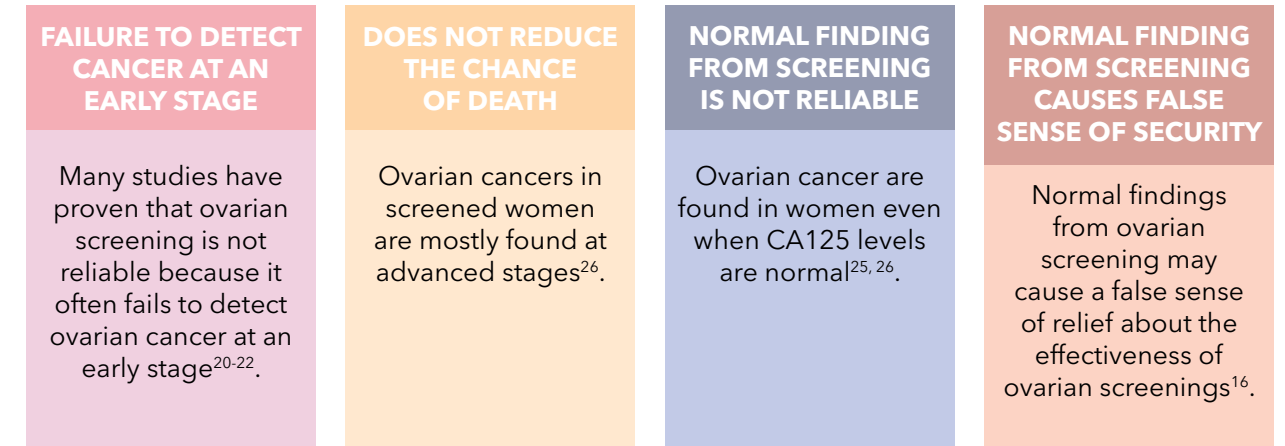 FAILURE TO DETECT
CANCER AT AN
EARLY STAGE
Many studies have
proven that ovarian
screening is not
reliable because it
often fails to detect
ovarian cancer at an
early stage20-22.
DOES NOT REDUCE
THE CHANCE
OF DEATH
Ovarian cancers in
screened women
are mostly found at
advanced stages26.
NORMAL FINDING
FROM SCREENING
IS NOT RELIABLE
Ovarian cancer are
found in women even
when CA125 levels
are normal25, 26.
NORMAL FINDING
FROM SCREENING
CAUSES FALSE
SENSE OF SECURITY
Normal findings
from ovarian
screening may
cause a false sense
of relief about the
effectiveness of
ovarian screenings16.